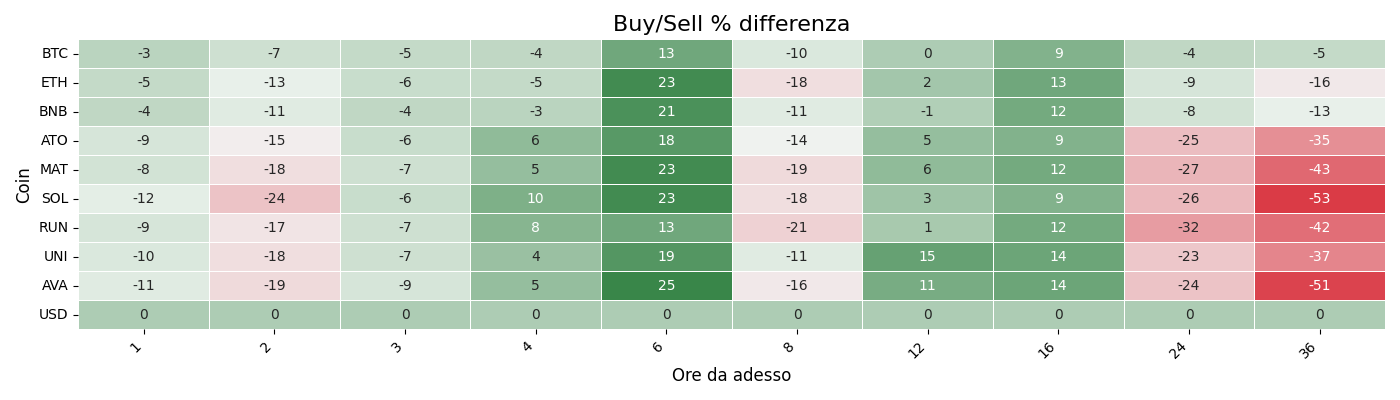 Buy/Sell % differenza
Coin
BTC -3 -7 -5 -4 13 -10 0 9 -4 -5
ETH -5 -13 -6 -5 23 -18 2 13 -9 -16
BNB -4 -11 -4 -3 21 -11 -1 12 -8 -13
ATO -9 -15 -6 6 18 -14 5 9 -25 -35
MAT -8 -18 -7 5 23 -19 6 12 -27 -43
SOL -12 -24 -6 10 23 -18 3 9 -26 -53
RUN -9 -17 -7 8 13 -21 1 12 -32 -42
UNI -10 -18 -7 4 19 -11 15 14 -23 -37
AVA -11 -19 -9 5 25 -16 11 14 -24 -51
USD 0 0 0 0 0 0 0 0 0 0
1 2 3 4 6 8 12 16 24 36
Ore da adesso